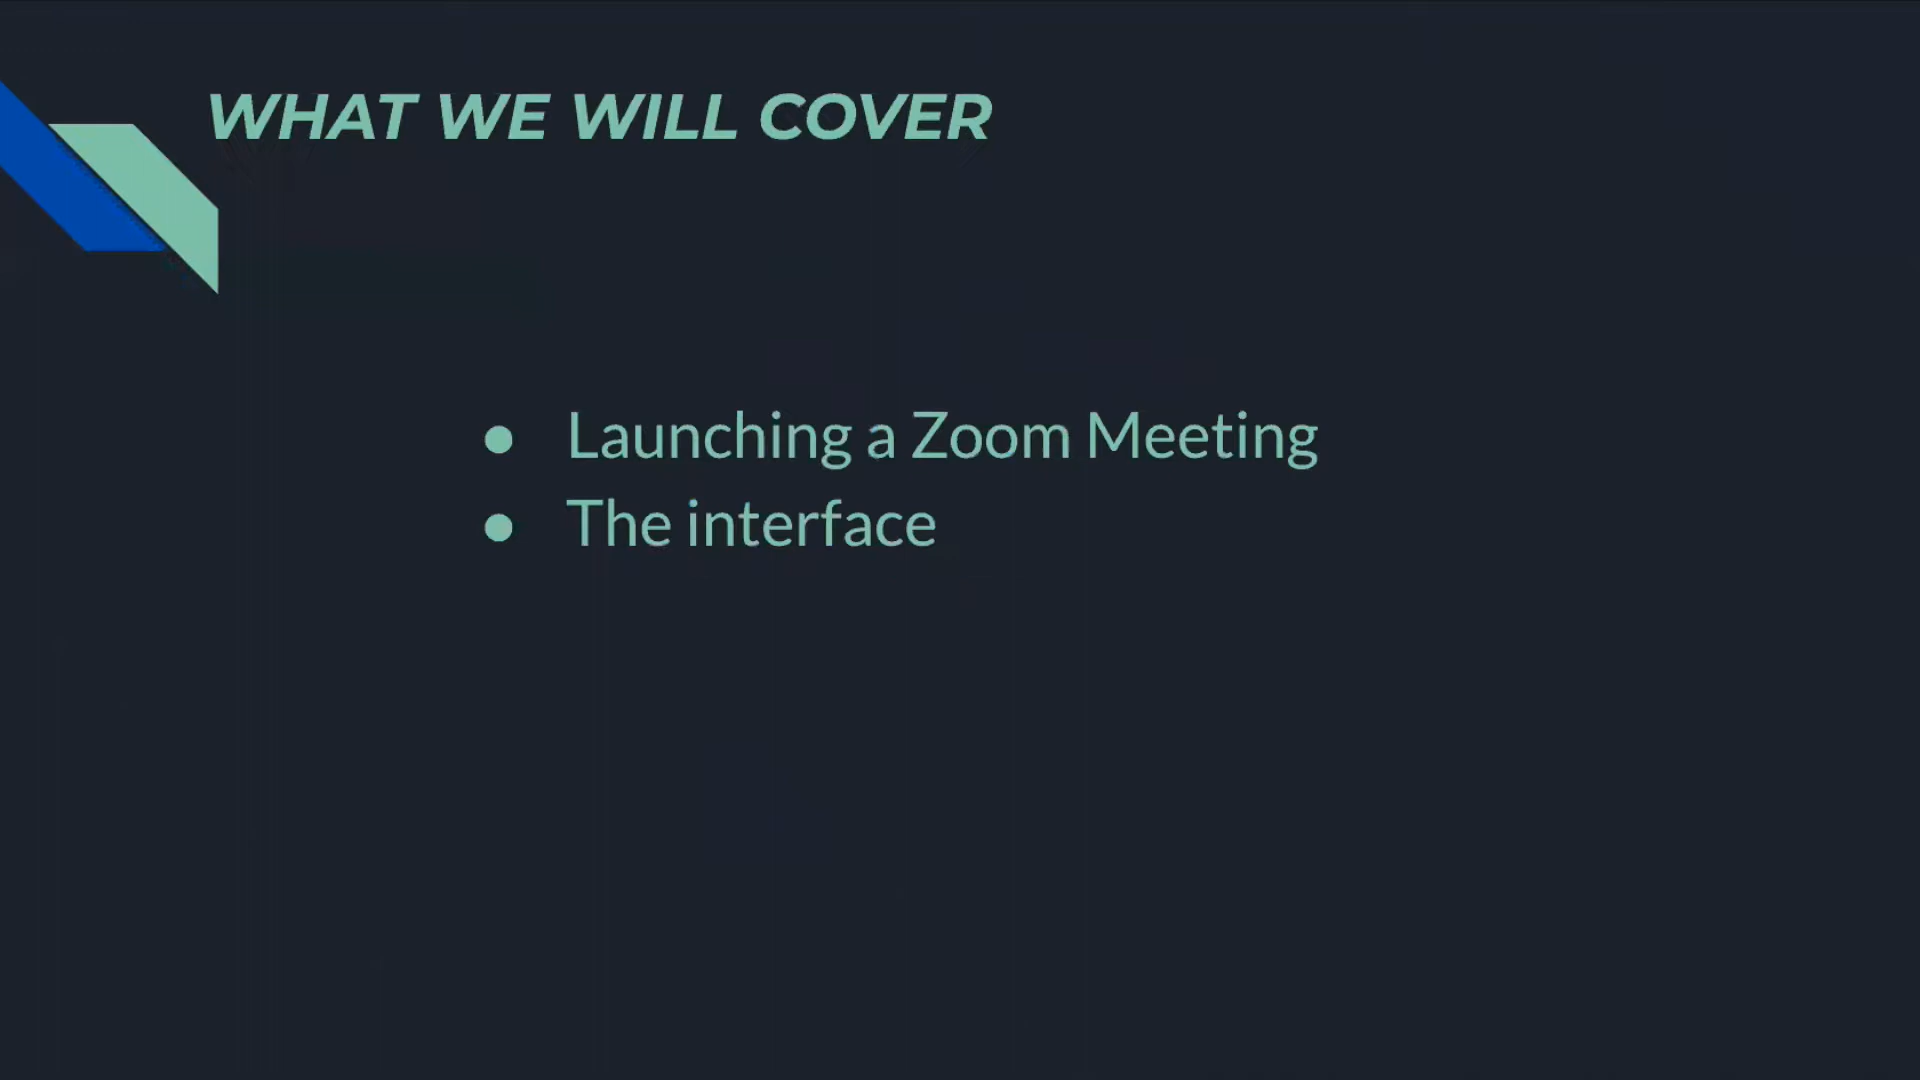 WHAT WE WILL COVER
● Launching a Zoom Meeting
● The interface